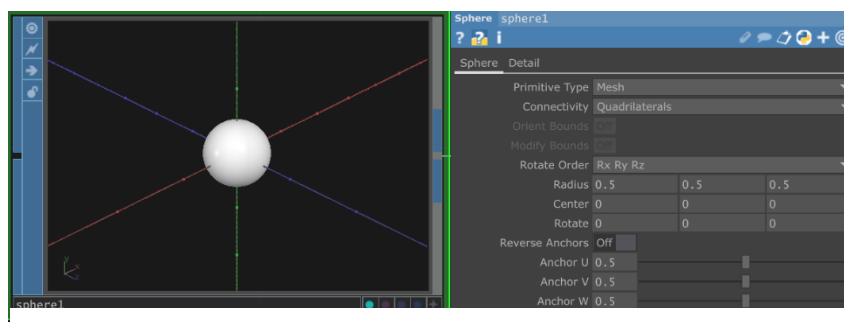 Sphere sphere1
? ? i
Sphere Detail
Primitive Type Mesh
Connectivity Quadrilaterals
Orient Bounds Off
Modify Bounds Off
Rotate Order Rx Ry Rz
Radius 0.5 0.5 0.5
Center 0 0 0
Rotate 0 0 0
Reverse Anchors Off
Anchor U 0.5
Anchor V 0.5
Anchor W 0.5
y
x
z
sphere1